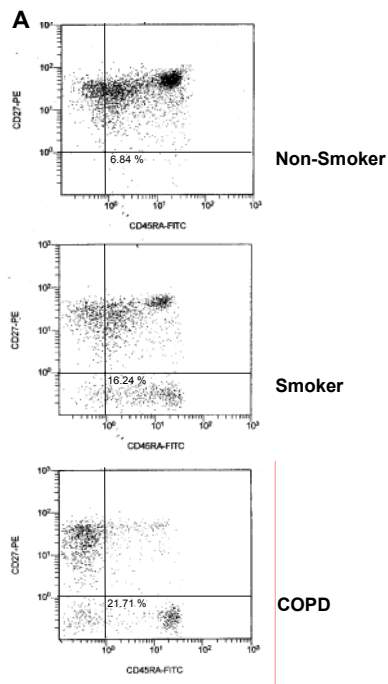 A
10³
10²
10¹
10⁰
CD27-PE
6.84 %
10⁰ 10¹ 10² 10³
CD45RA-FITC
Non-Smoker
10³
10²
10¹
10⁰
CD27-PE
16.24 %
10⁰ 10¹ 10² 10³
CD45RA-FITC
Smoker
10³
10²
10¹
10⁰
CD27-PE
21.71 %
10⁰ 10¹ 10² 10³
CD45RA-FITC
COPD